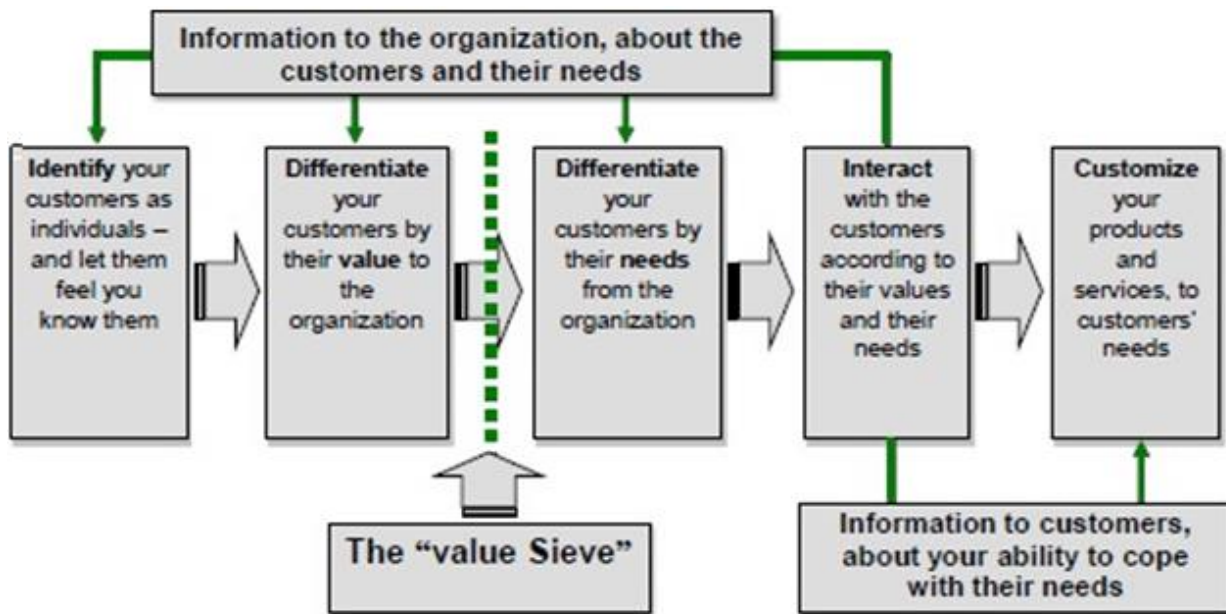 Information to the organization, about the
customers and their needs
Identify your
customers as
individuals –
and let them
feel you
know them
Differentiate
your
customers by
their value to
the
organization
Differentiate
your
customers by
their needs
from the
organization
Interact
with the
customers
according to
their values
and their
needs
Customize
your
products
and
services, to
customers'
needs
The “value Sieve”
Information to customers,
about your ability to cope
with their needs